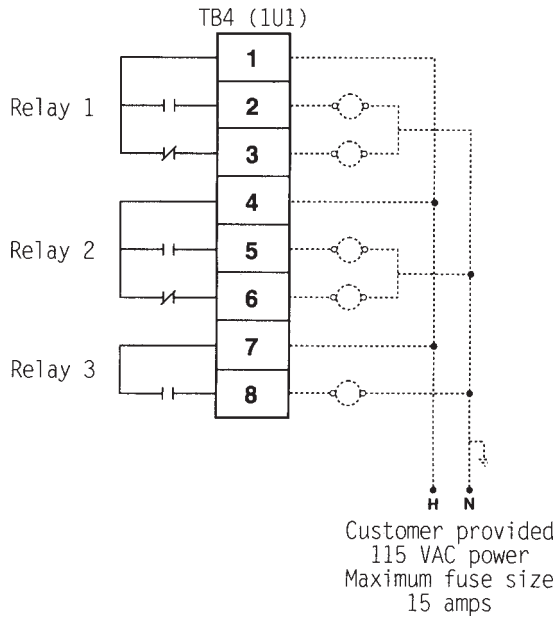 TB4 (1U1)
1
Relay 1
2
3
4
Relay 2
5
6
7
Relay 3
8
H N
Customer provided
115 VAC power
Maximum fuse size
15 amps